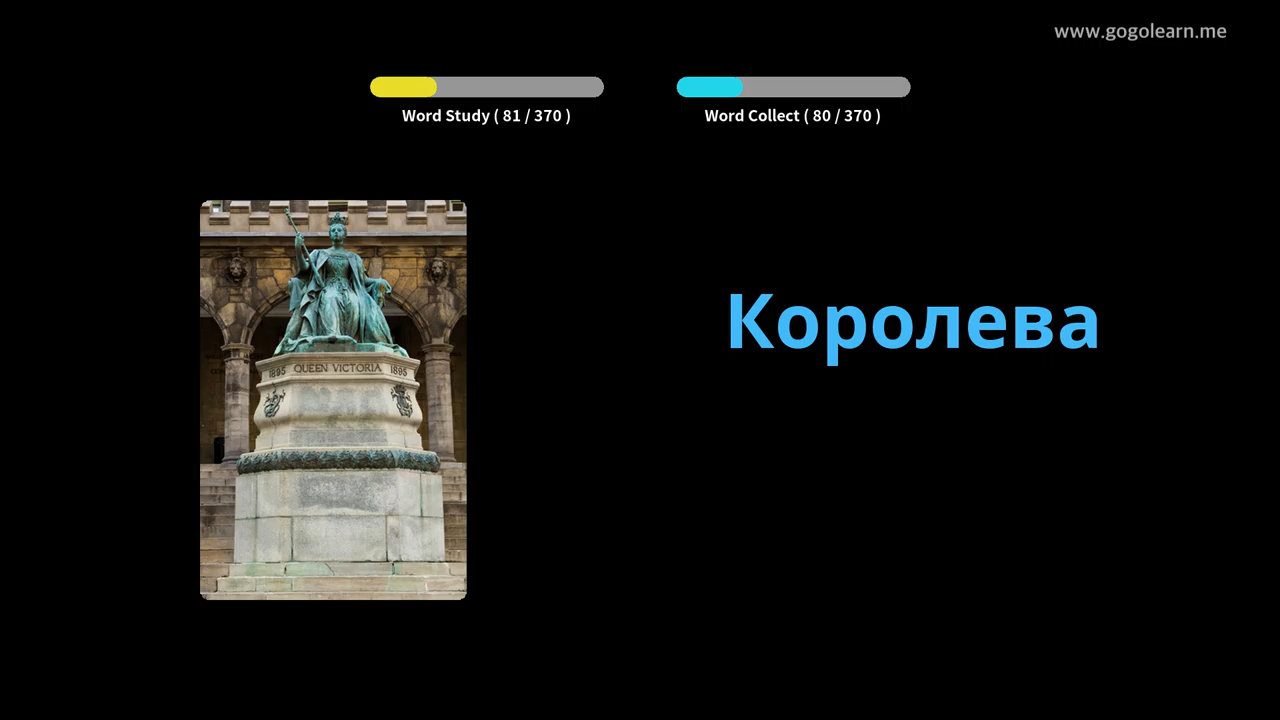 www.gogolearn.me
Word Study ( 81 / 370 )
Word Collect ( 80 / 370 )
1895 QUEEN VICTORIA 1895
Королева